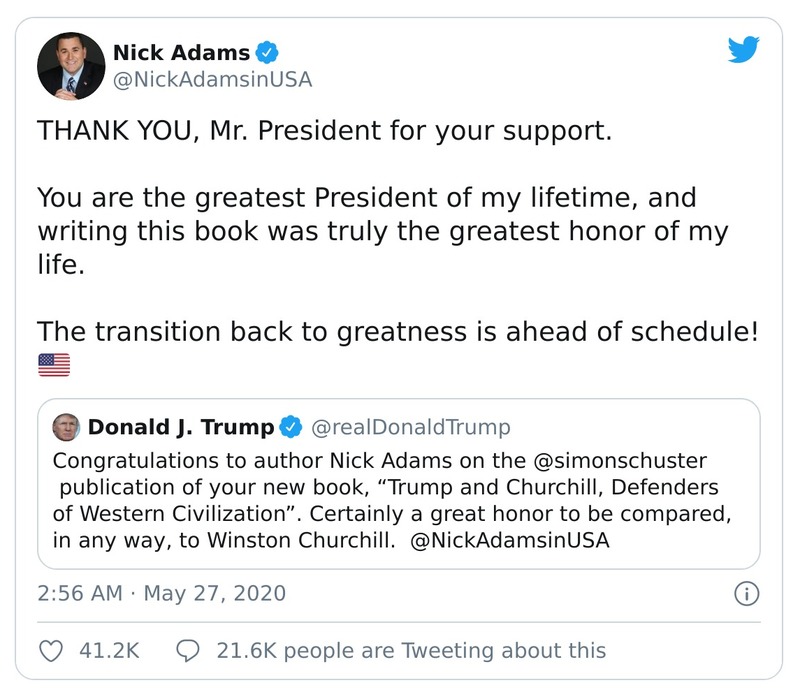 Nick Adams
@NickAdamsinUSA
THANK YOU, Mr. President for your support.
You are the greatest President of my lifetime, and
writing this book was truly the greatest honor of my
life.
The transition back to greatness is ahead of schedule!
🇺🇸
Donald J. Trump @realDonaldTrump
Congratulations to author Nick Adams on the @simonschuster
publication of your new book, “Trump and Churchill, Defenders
of Western Civilization”. Certainly a great honor to be compared,
in any way, to Winston Churchill.  @NickAdamsinUSA
2:56 AM · May 27, 2020
41.2K 21.6K people are Tweeting about this